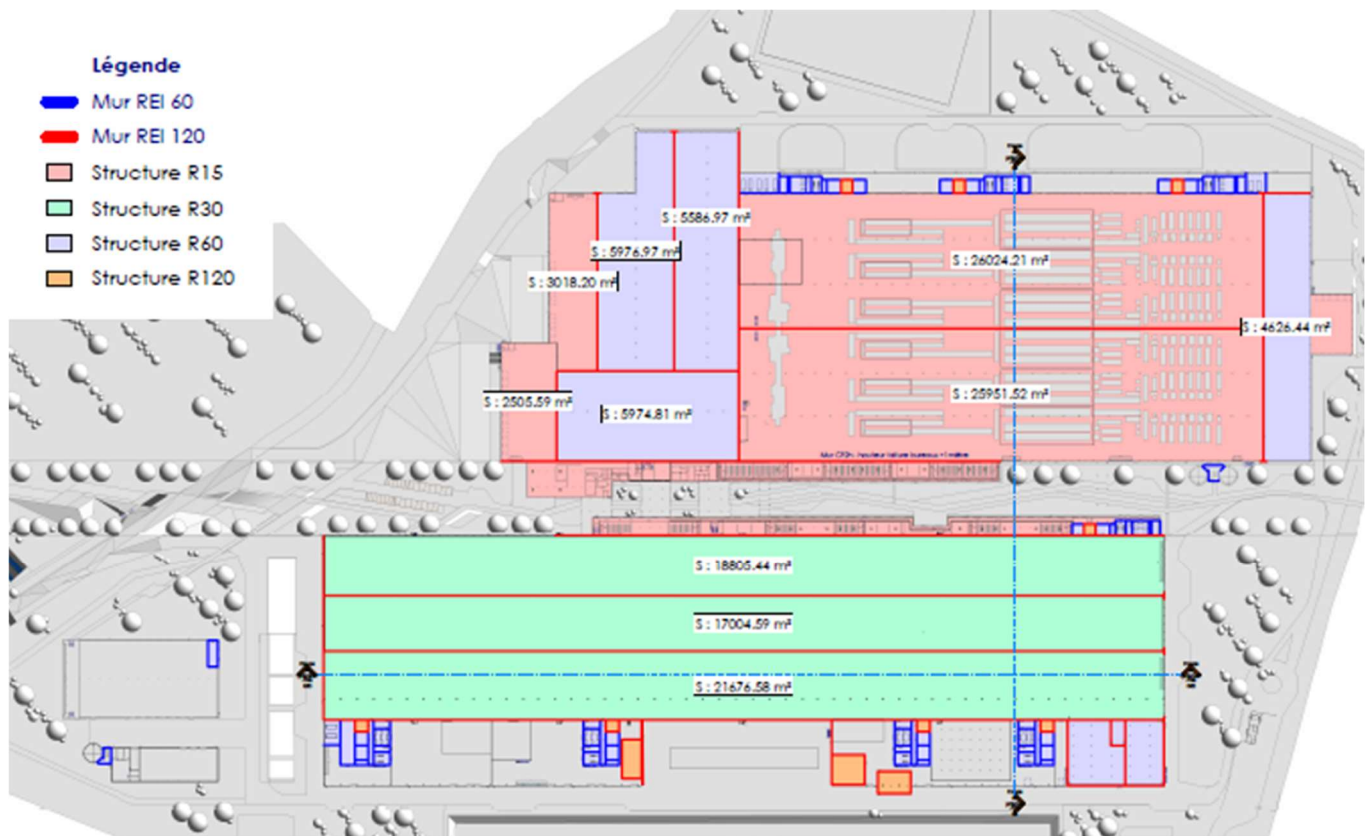 Légende
Mur REI 60
Mur REI 120
Structure R15
Structure R30
Structure R60
Structure R120
S : 5586.97 m²
S : 5976.97 m²
S : 3018.20 m²
S : 26024.21 m²
S : 4626.44 m²
S : 2505.59 m²
S : 5974.81 m²
S : 25951.52 m²
S : 18805.44 m²
S : 17004.59 m²
S : 21676.58 m²